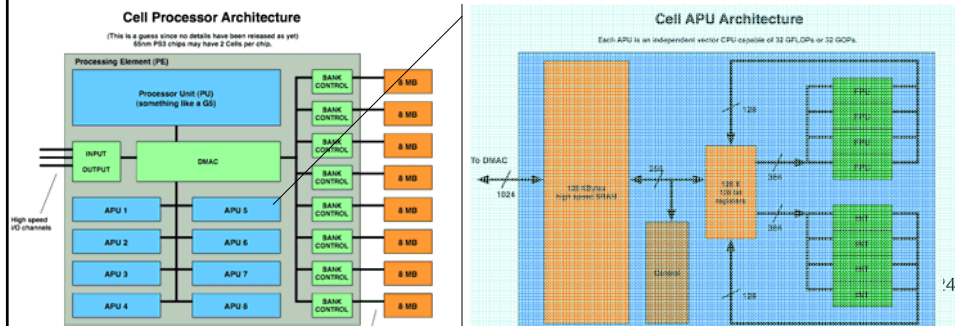 Cell Processor Architecture
(This is a guess since no details have been released as yet)
65nm PS3 chips may have 2 Cells per chip.
Processing Element (PE)
Processor Unit (PU)
(something like a G5)
INPUT
OUTPUT
DMAC
High speed
I/O channels
APU 1
APU 5
APU 2
APU 6
APU 3
APU 7
APU 4
APU 8
BANK
CONTROL
8 MB
BANK
CONTROL
8 MB
BANK
CONTROL
8 MB
BANK
CONTROL
8 MB
BANK
CONTROL
8 MB
BANK
CONTROL
8 MB
BANK
CONTROL
8 MB
BANK
CONTROL
8 MB
Cell APU Architecture
Each APU is an independent vector CPU capable of 32 GFLOPs or 32 GOPs.
To DMAC
1024
128 KBytes
high speed SRAM
256
Control
128 X
128 bit
registers
128
384
FPU
FPU
FPU
FPU
384
128
INT
INT
INT
INT
24